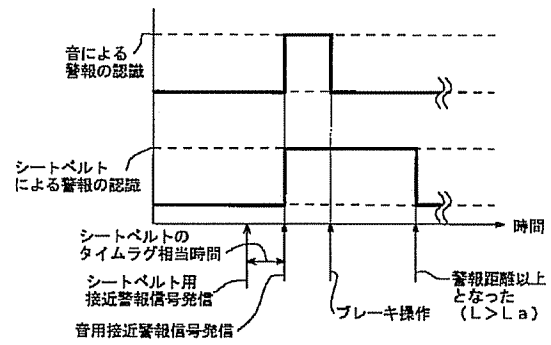 音による
警報の認識
シートベルト
による警報の認識
時間
シートベルトの
タイムラグ相当時間
シートベルト用
接近警報信号発信
音用接近警報信号発信
ブレーキ操作
警報距離以上
となった
（L＞La）